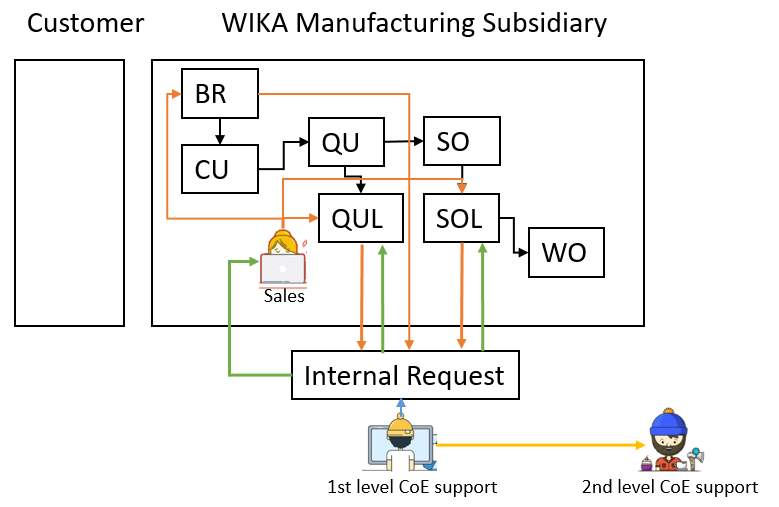 Customer
WIKA Manufacturing Subsidiary
BR
QU
SO
CU
QUL
SOL
WO
Sales
Internal Request
1st level CoE support
2nd level CoE support